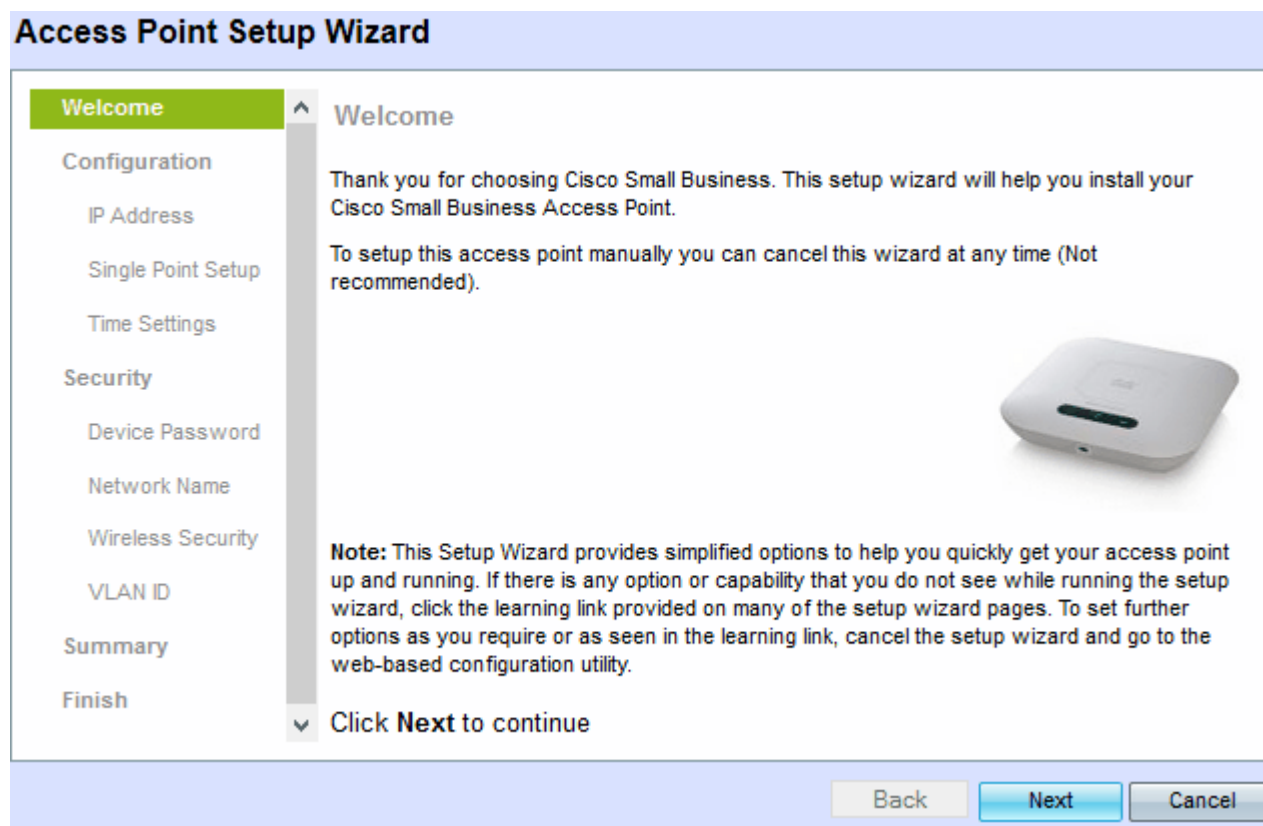 Access Point Setup Wizard
Welcome
Configuration
IP Address
Single Point Setup
Time Settings
Security
Device Password
Network Name
Wireless Security
VLAN ID
Summary
Finish
Welcome
Thank you for choosing Cisco Small Business. This setup wizard will help you install your
Cisco Small Business Access Point.
To setup this access point manually you can cancel this wizard at any time (Not
recommended).
Note: This Setup Wizard provides simplified options to help you quickly get your access point
up and running. If there is any option or capability that you do not see while running the setup
wizard, click the learning link provided on many of the setup wizard pages. To set further
options as you require or as seen in the learning link, cancel the setup wizard and go to the
web-based configuration utility.
Click Next to continue
Back
Next
Cancel